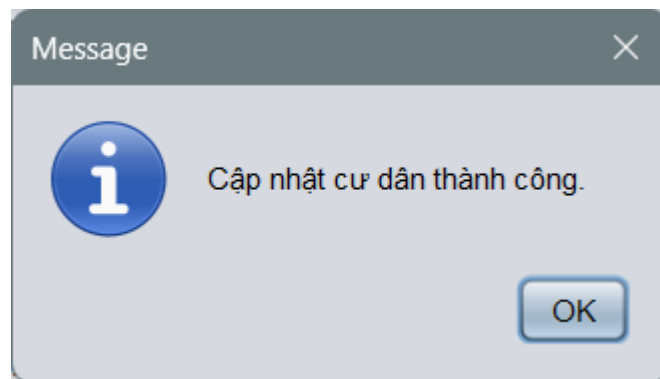 Message
Cập nhật cư dân thành công.
OK